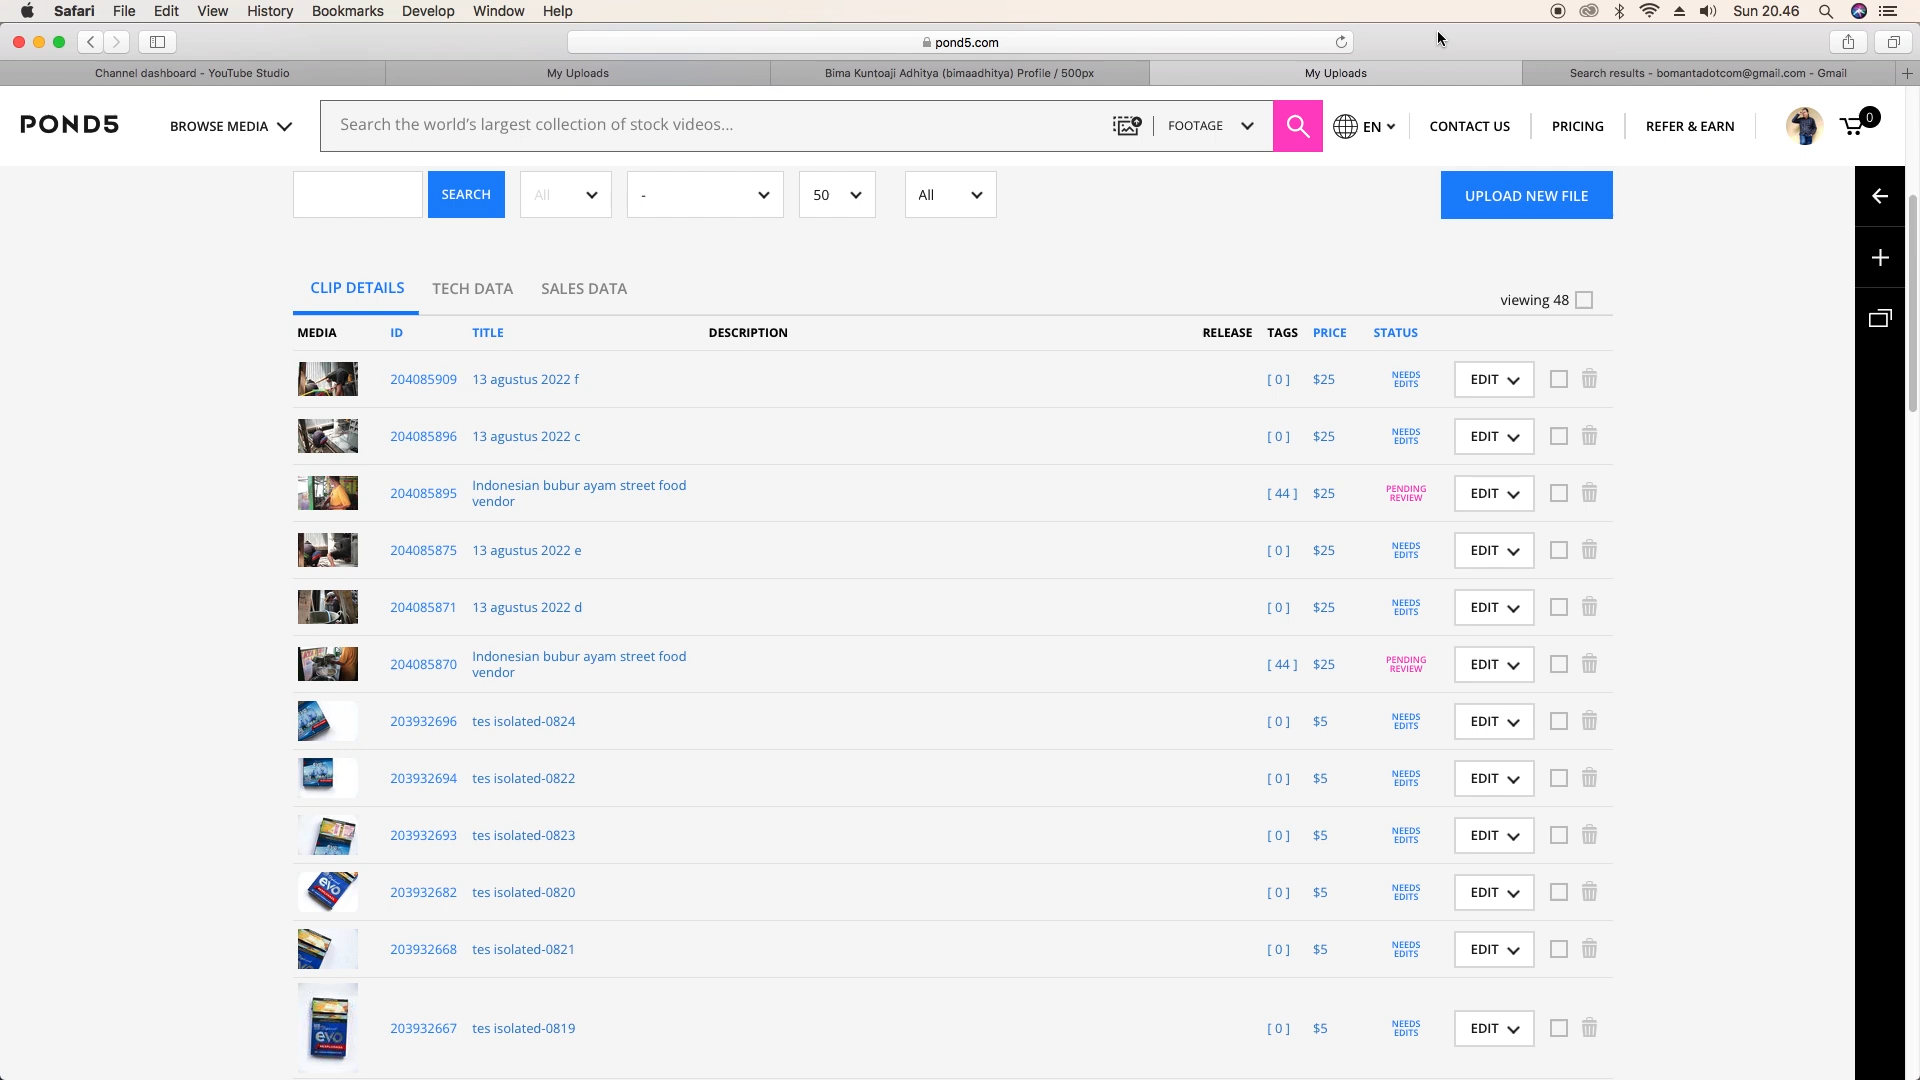 Safari File Edit View History Bookmarks Develop Window Help Sun 20.46
pond5.com
Channel dashboard - YouTube Studio My Uploads Bima Kuntoaji Adhitya (bimaadhitya) Profile / 500px My Uploads Search results - bomantadotcom@gmail.com - Gmail
POND5 BROWSE MEDIA Search the world's largest collection of stock videos... FOOTAGE EN CONTACT US PRICING REFER & EARN 0
SEARCH All - 50 All UPLOAD NEW FILE
CLIP DETAILS TECH DATA SALES DATA
viewing 48
MEDIA ID TITLE DESCRIPTION RELEASE TAGS PRICE STATUS
204085909 13 agustus 2022 f [ 0 ] $25 NEEDS EDITS EDIT
204085896 13 agustus 2022 c [ 0 ] $25 NEEDS EDITS EDIT
204085895 Indonesian bubur ayam street food vendor [ 44 ] $25 PENDING REVIEW EDIT
204085875 13 agustus 2022 e [ 0 ] $25 NEEDS EDITS EDIT
204085871 13 agustus 2022 d [ 0 ] $25 NEEDS EDITS EDIT
204085870 Indonesian bubur ayam street food vendor [ 44 ] $25 PENDING REVIEW EDIT
203932696 tes isolated-0824 [ 0 ] $5 NEEDS EDITS EDIT
203932694 tes isolated-0822 [ 0 ] $5 NEEDS EDITS EDIT
203932693 tes isolated-0823 [ 0 ] $5 NEEDS EDITS EDIT
evo 203932682 tes isolated-0820 [ 0 ] $5 NEEDS EDITS EDIT
203932668 tes isolated-0821 [ 0 ] $5 NEEDS EDITS EDIT
evo 203932667 tes isolated-0819 [ 0 ] $5 NEEDS EDITS EDIT